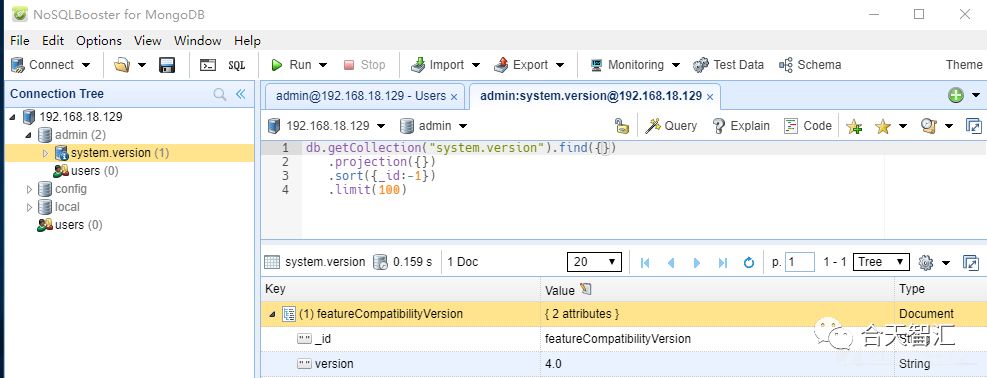 NoSQLBooster for MongoDB
File Edit Options View Window Help
Connect SQL Run Stop Import Export Monitoring Test Data Schema Theme
Connection Tree
192.168.18.129
admin (2)
system.version (1)
users (0)
config
local
users (0)
admin@192.168.18.129 - Users × admin:system.version@192.168.18.129 ×
192.168.18.129 admin Query Explain Code
1 db.getCollection("system.version").find({})
2 .projection({})
3 .sort({_id:-1})
4 .limit(100)
system.version 0.159 s 1 Doc 20 p. 1 1 - 1 Tree
Key Value Type
(1) featureCompatibilityVersion { 2 attributes } Document
_id featureCompatibilityVersion String
version 4.0 String
合天智汇